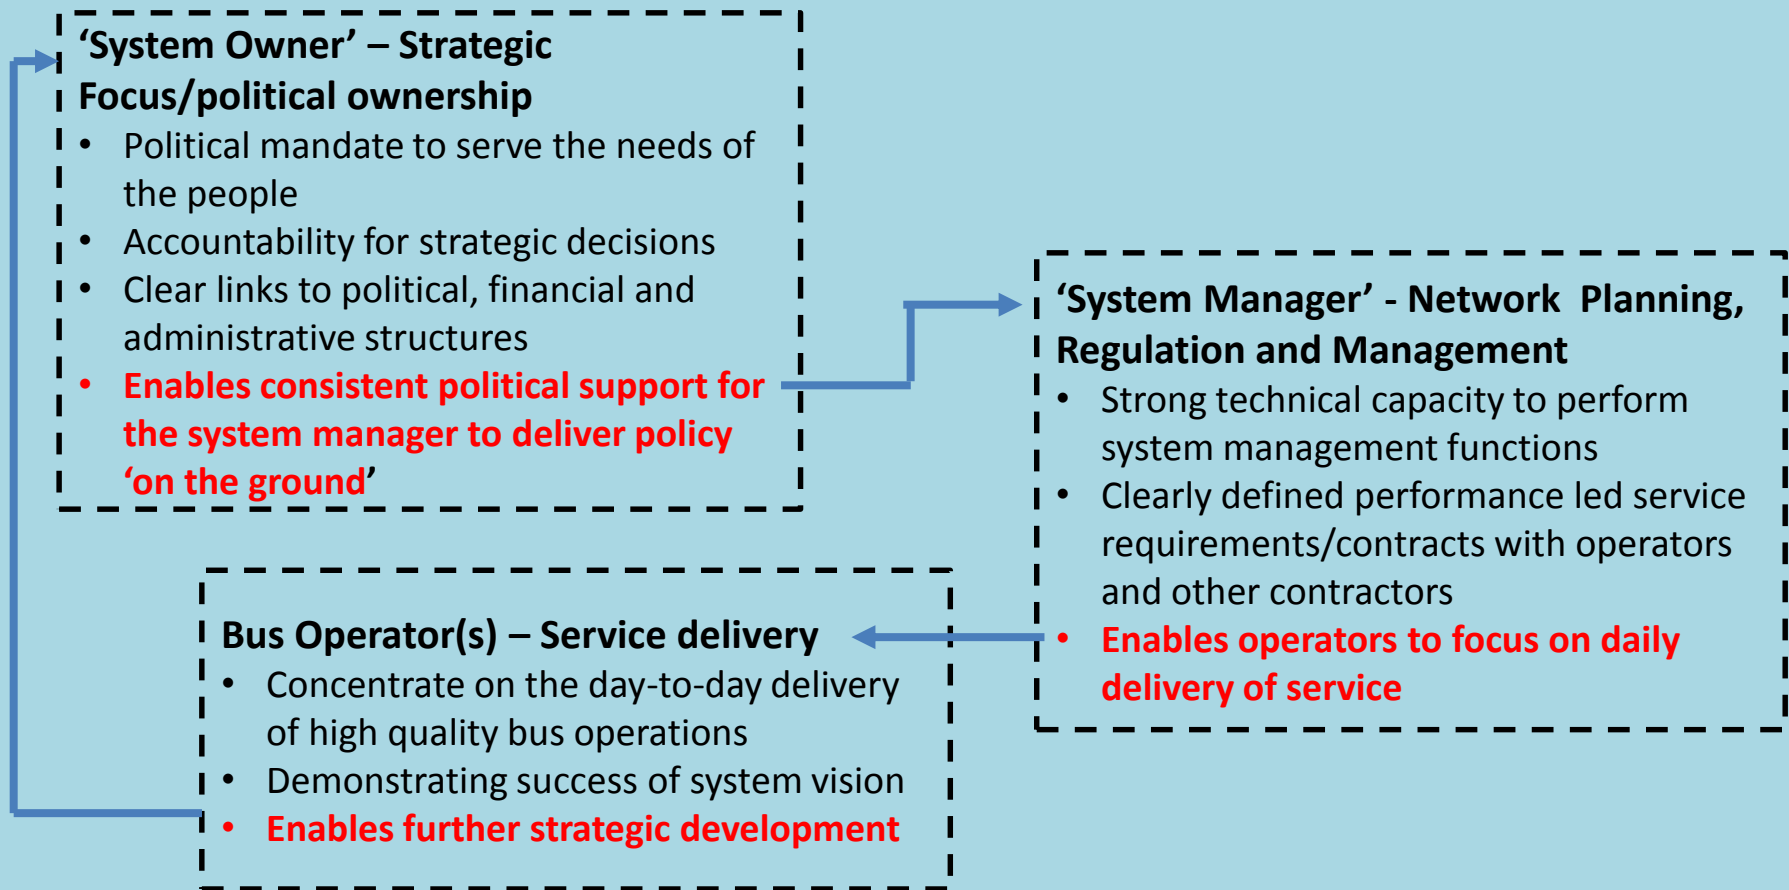 ‘System Owner’ – Strategic
Focus/political ownership
• Political mandate to serve the needs of
the people
• Accountability for strategic decisions
• Clear links to political, financial and
administrative structures
• Enables consistent political support for
the system manager to deliver policy
‘on the ground’
‘System Manager’ - Network  Planning,
Regulation and Management
• Strong technical capacity to perform
system management functions
• Clearly defined performance led service
requirements/contracts with operators
and other contractors
• Enables operators to focus on daily
delivery of service
Bus Operator(s) – Service delivery
• Concentrate on the day-to-day delivery
of high quality bus operations
• Demonstrating success of system vision
• Enables further strategic development